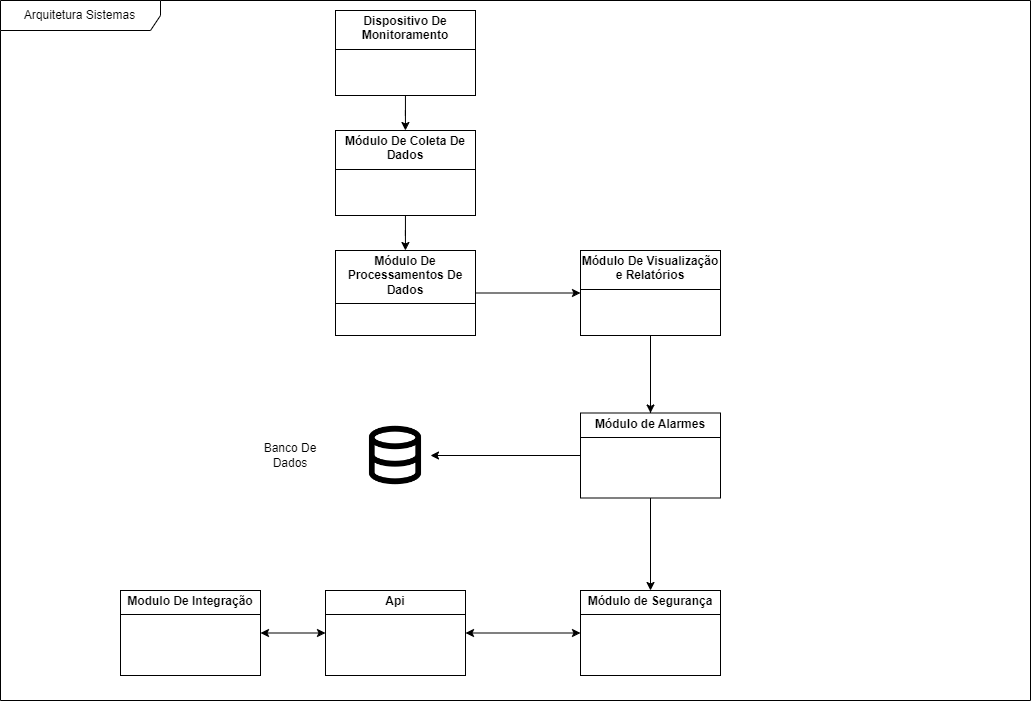 Arquitetura Sistemas
Dispositivo De
Monitoramento
Módulo De Coleta De
Dados
Módulo De
Processamentos De
Dados
Módulo De Visualização
e Relatórios
Módulo de Alarmes
Banco De
Dados
Modulo De Integração
Api
Módulo de Segurança